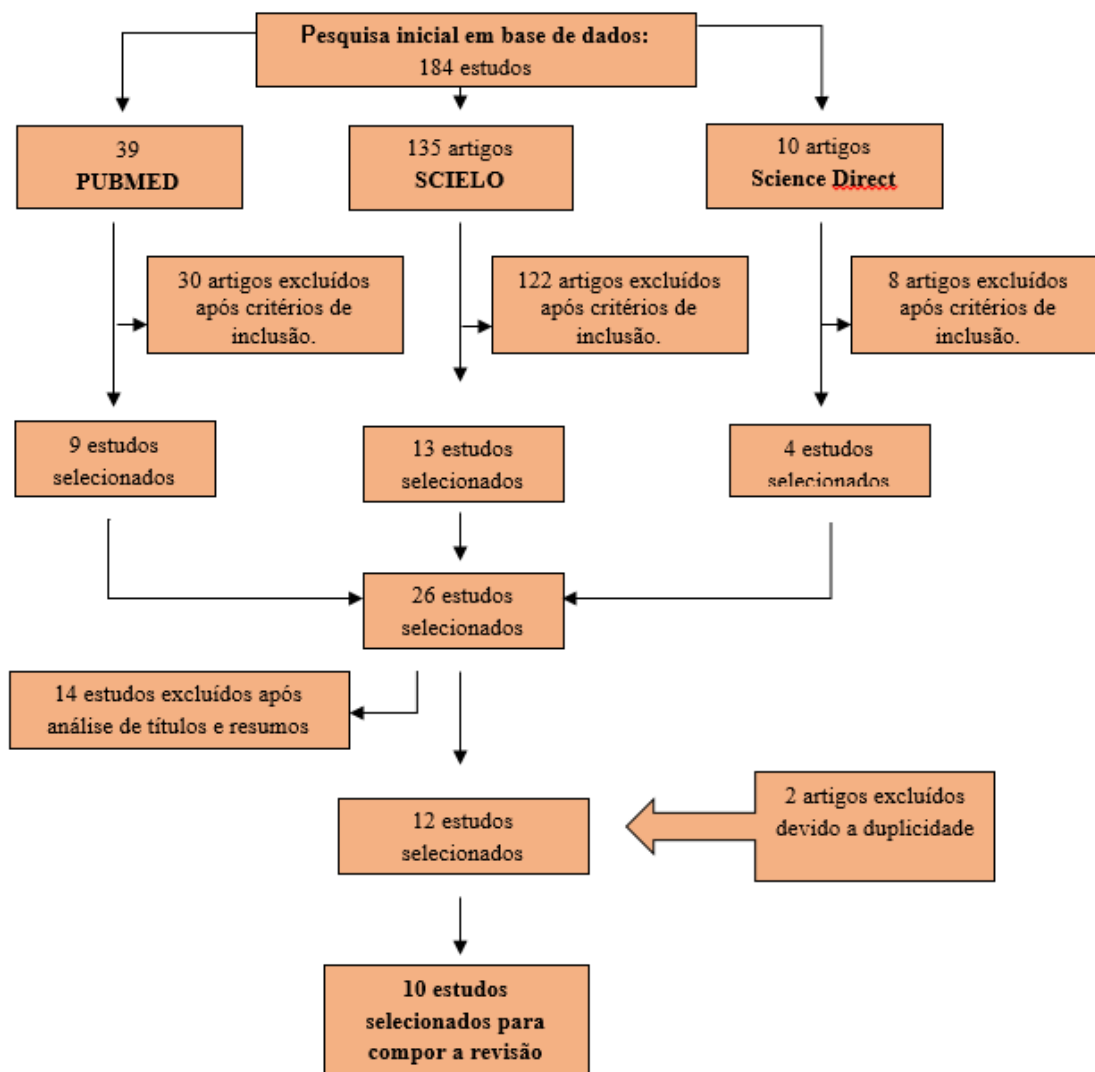 Pesquisa inicial em base de dados:
184 estudos
39
PUBMED
135 artigos
SCIELO
10 artigos
Science Direct
30 artigos excluídos
após critérios de
inclusão.
122 artigos excluídos
após critérios de
inclusão.
8 artigos excluídos
após critérios de
inclusão.
9 estudos
selecionados
13 estudos
selecionados
4 estudos
selecionados
26 estudos
selecionados
14 estudos excluídos após
análise de títulos e resumos
2 artigos excluídos
devido a duplicidade
12 estudos
selecionados
10 estudos
selecionados para
compor a revisão